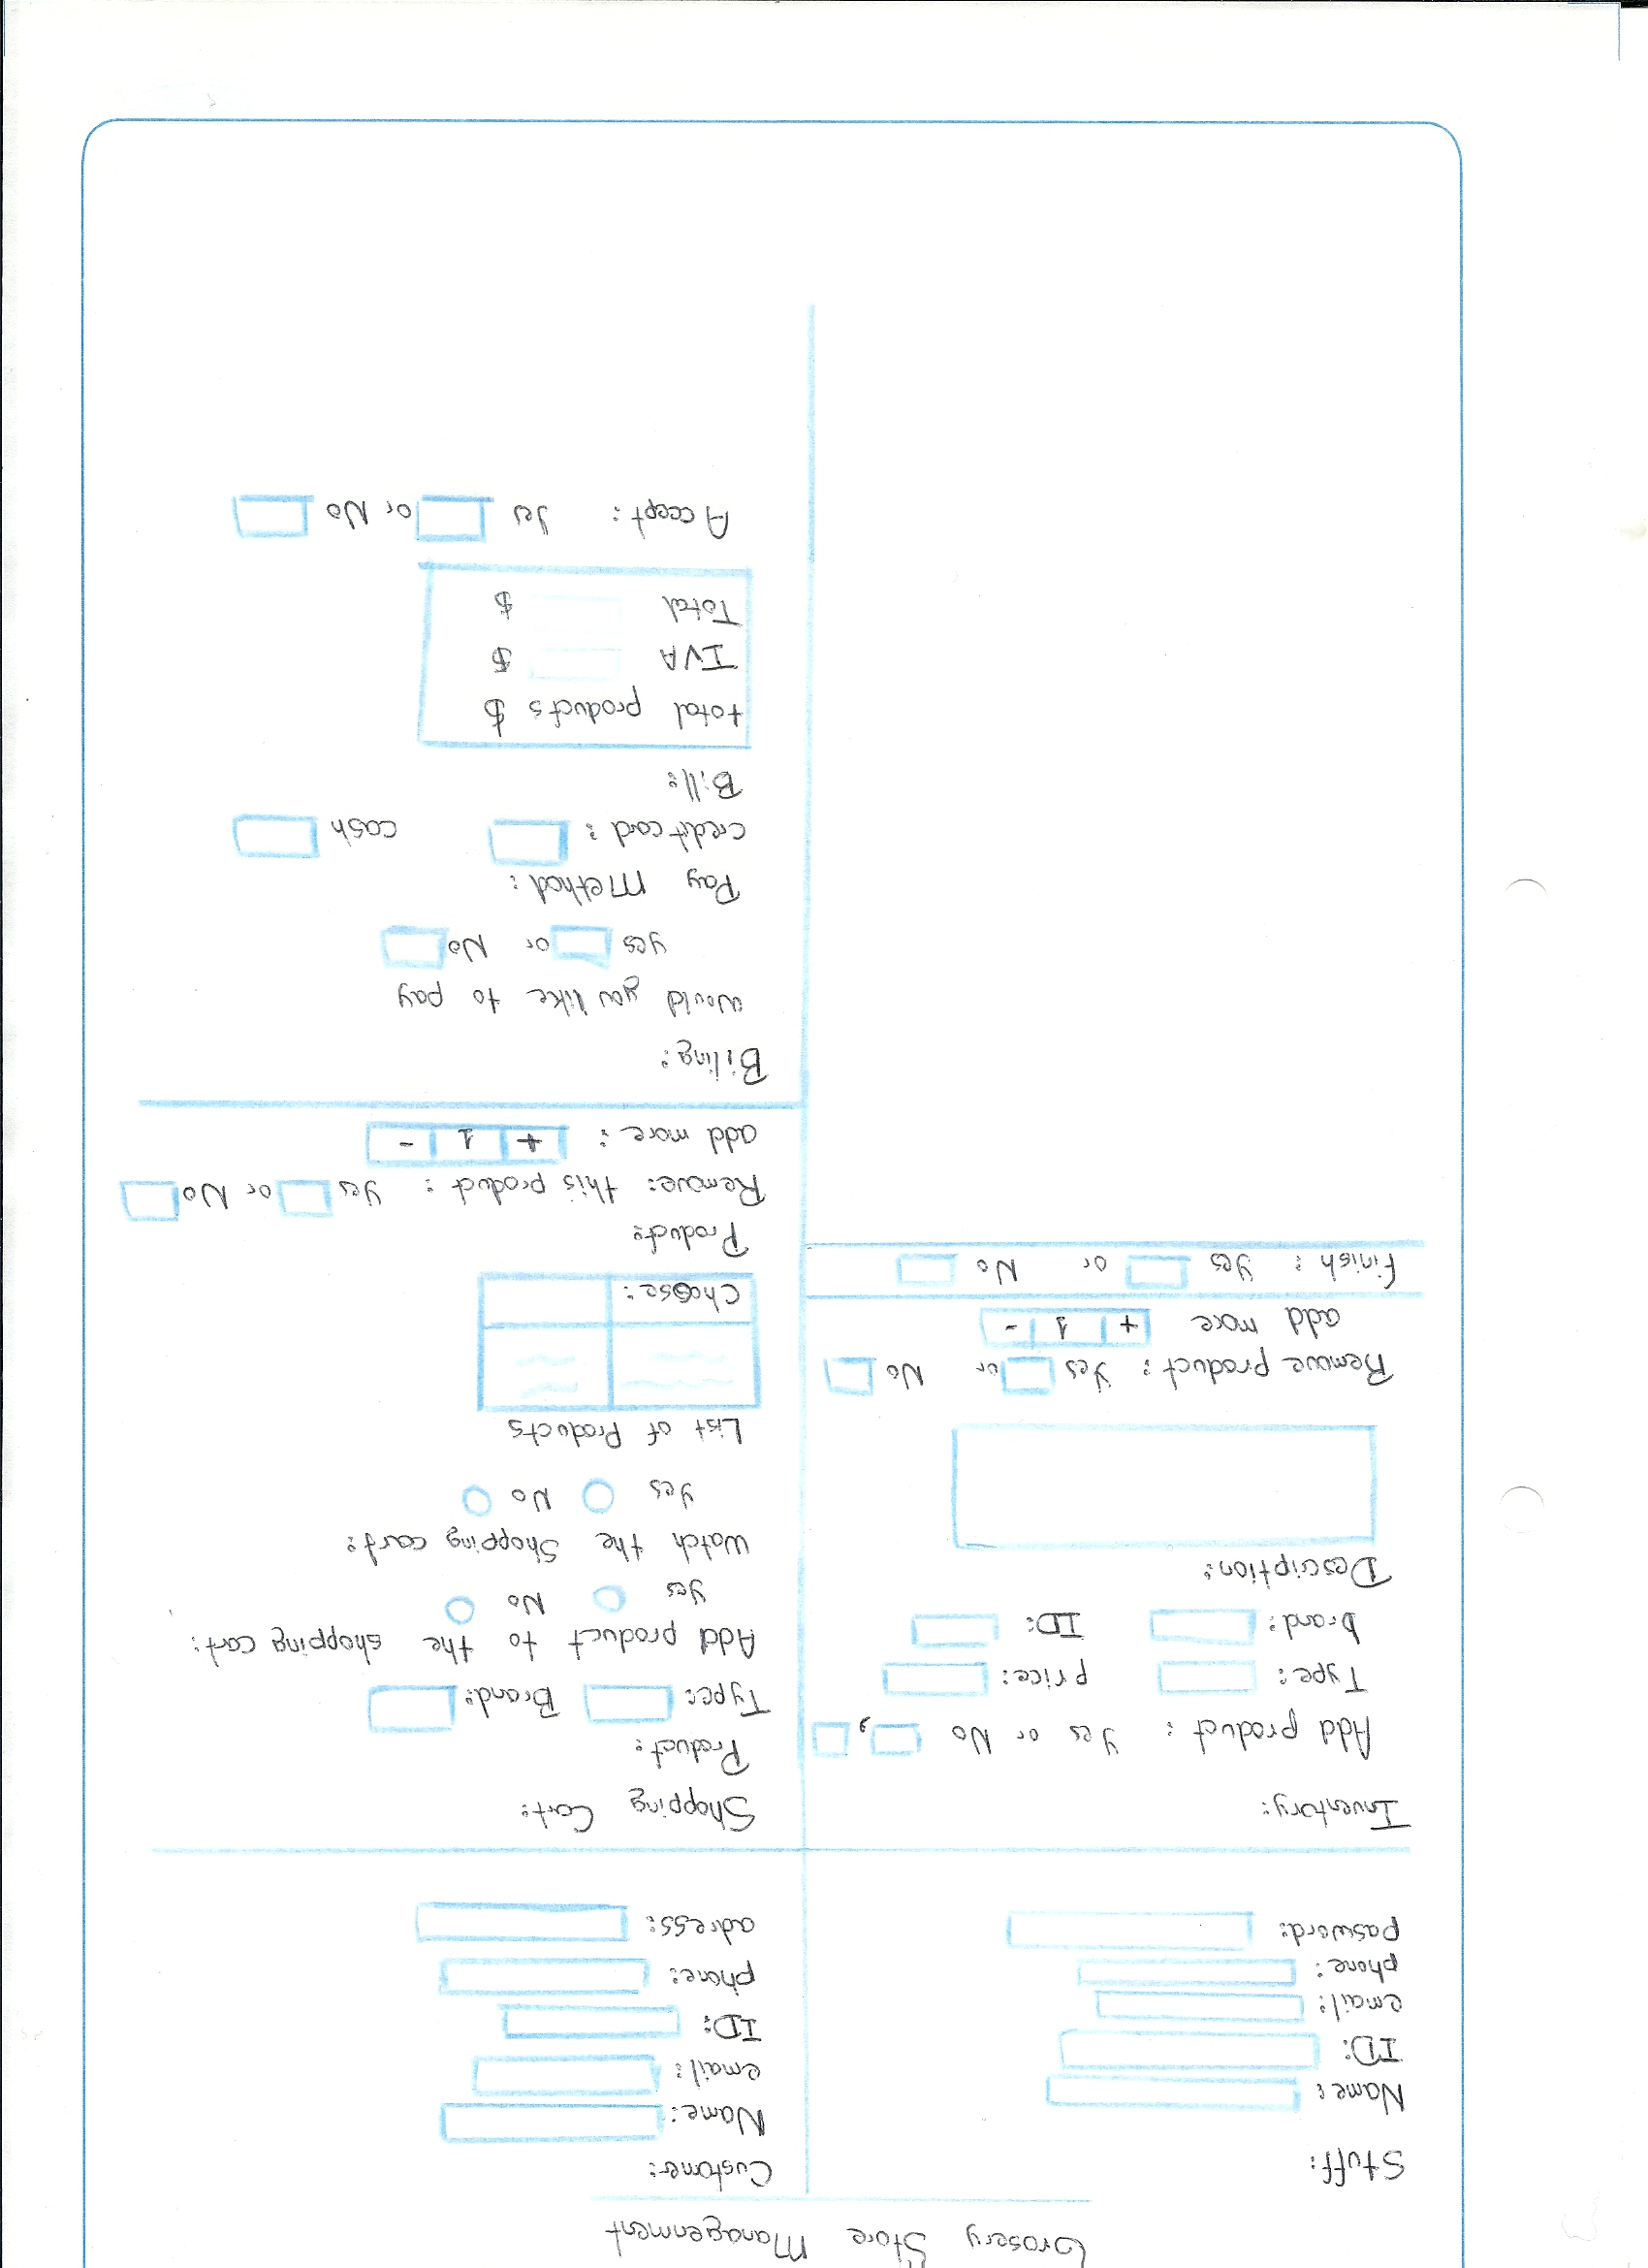 Grosery Store Managenment
Stuff:
Name:
ID:
email:
phone:
pasword:
Customer:
Name:
email:
ID:
phone:
adress:
Inventory:
Add product: Yes or No ,
Type: price:
brand: ID:
Description:
Remove product: Yes or No
add more + 1 -
Finish: Yes or No
Shopping Cart:
Product:
Type: Brand:
Add product to the shopping cart:
Yes No
Watch the Shopping cart:
Yes No
List of Products
Choose:
Product:
Remove: this product: Yes or No
add more: + 1 -
Biling:
Would you like to pay
yes or No
Pay Method:
credit card: cash
Bill:
total products $
IVA $
Total $
Accept: Yes or No